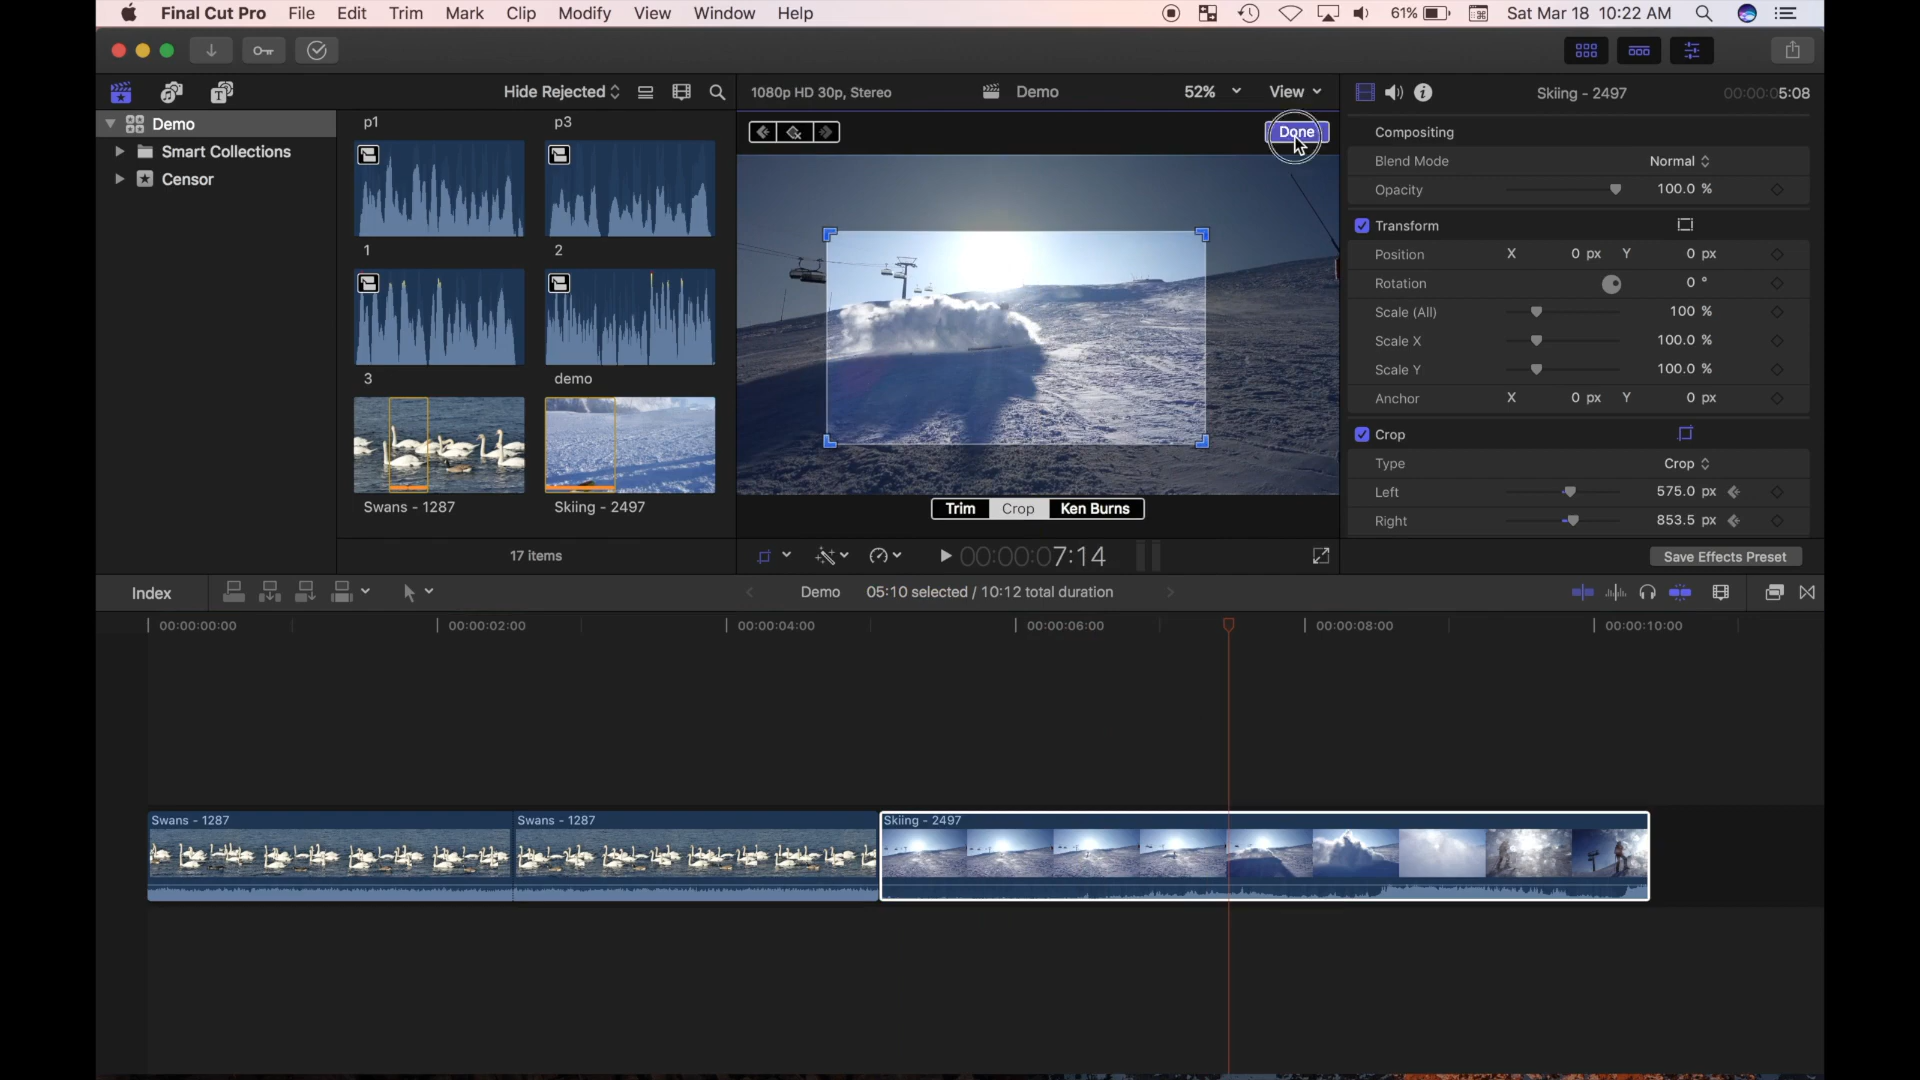 Final Cut Pro File Edit Trim Mark Clip Modify View Window Help 61% Sat Mar 18 10:22 AM
Hide Rejected
1080p HD 30p, Stereo Demo 52% View
Skiing - 2497 00:00:05:08
Demo
Smart Collections
Censor
p1 p3
1 2
3 demo
Swans - 1287 Skiing - 2497
17 items
Done
Trim Crop Ken Burns
00:00:07:14
Compositing
Blend Mode Normal
Opacity 100.0 %
Transform
Position X 0 px Y 0 px
Rotation 0 °
Scale (All) 100 %
Scale X 100.0 %
Scale Y 100.0 %
Anchor X 0 px Y 0 px
Crop
Type Crop
Left 575.0 px
Right 853.5 px
Save Effects Preset
Index Demo 05:10 selected / 10:12 total duration
00:00:00:00 00:00:02:00 00:00:04:00 00:00:06:00 00:00:08:00 00:00:10:00
Swans - 1287 Swans - 1287 Skiing - 2497